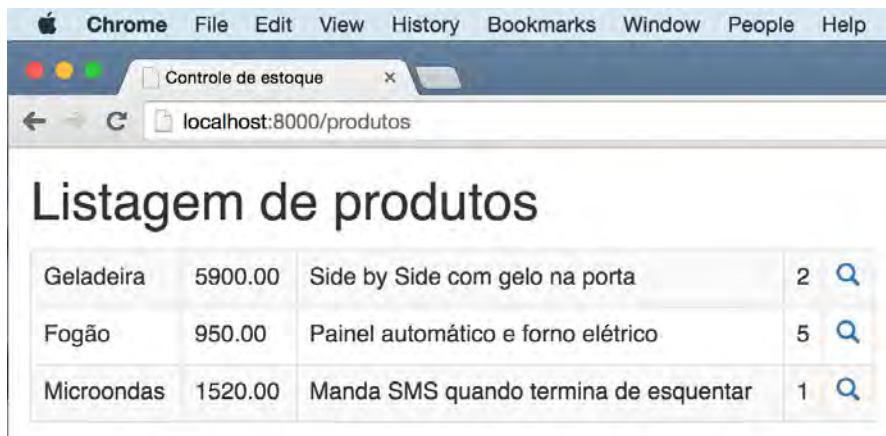 Chrome File Edit View History Bookmarks Window People Help
Controle de estoque ×
localhost:8000/produtos
Listagem de produtos
Geladeira 5900.00 Side by Side com gelo na porta 2
Fogão 950.00 Painel automático e forno elétrico 5
Microondas 1520.00 Manda SMS quando termina de esquentar 1